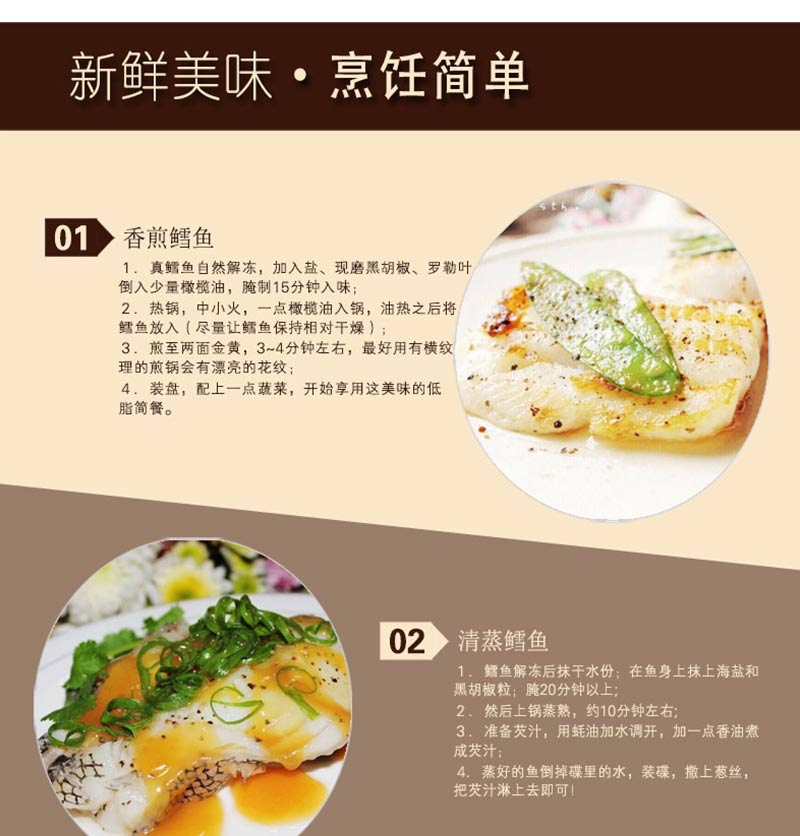 新鲜美味·烹饪简单
sth.
01 香煎鳕鱼
1．真鳕鱼自然解冻，加入盐、现磨黑胡椒、罗勒叶
倒入少量橄榄油，腌制15分钟入味；
2．热锅，中小火，一点橄榄油入锅，油热之后将
鳕鱼放入（尽量让鳕鱼保持相对干燥）；
3．煎至两面金黄，3~4分钟左右，最好用有横纹
理的煎锅会有漂亮的花纹；
4．装盘，配上一点蔬菜，开始享用这美味的低
脂简餐。
02 清蒸鳕鱼
1．鳕鱼解冻后抹干水份；在鱼身上抹上海盐和
黑胡椒粒；腌20分钟以上；
2．然后上锅蒸熟，约10分钟左右；
3．准备芡汁，用蚝油加水调开，加一点香油煮
成芡汁；
4．蒸好的鱼倒掉碟里的水，装碟，撒上葱丝，
把芡汁淋上去即可！